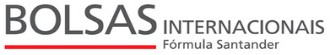 BOLSAS INTERNACIONAIS
Fórmula Santander